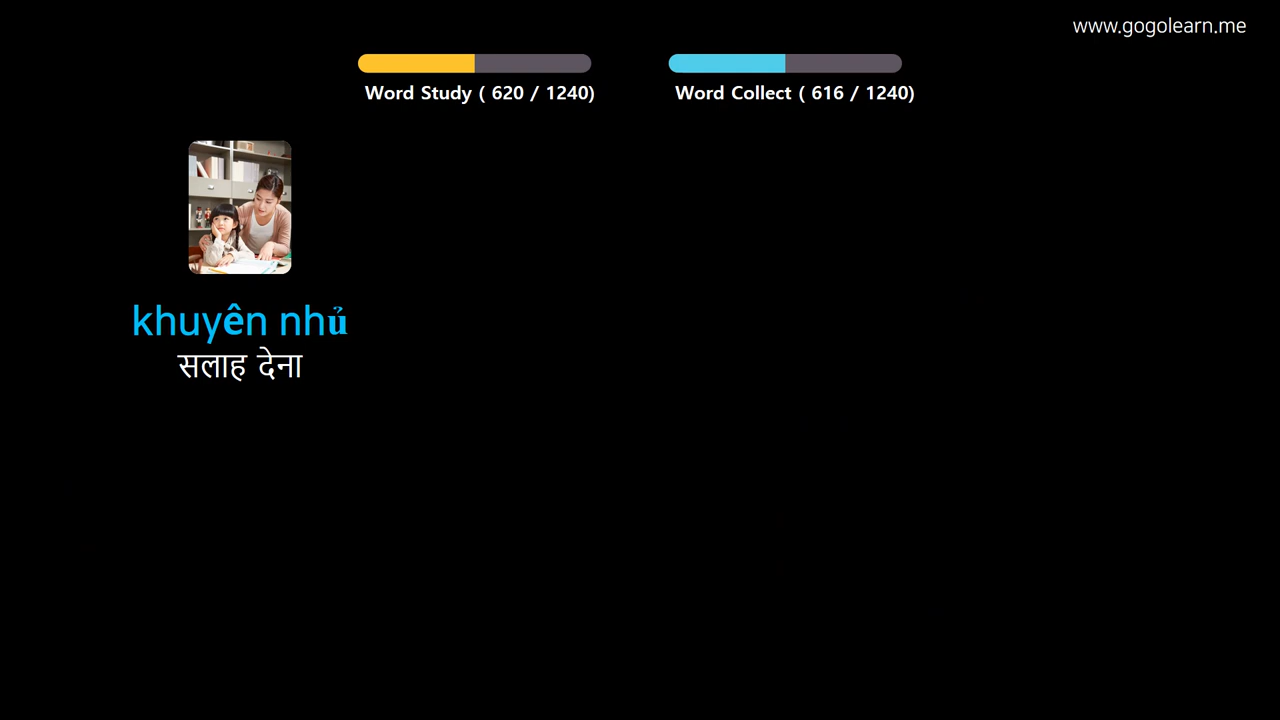 www.gogolearn.me
Word Study ( 620 / 1240)
Word Collect ( 616 / 1240)
khuyên nhủ
सलाह देना